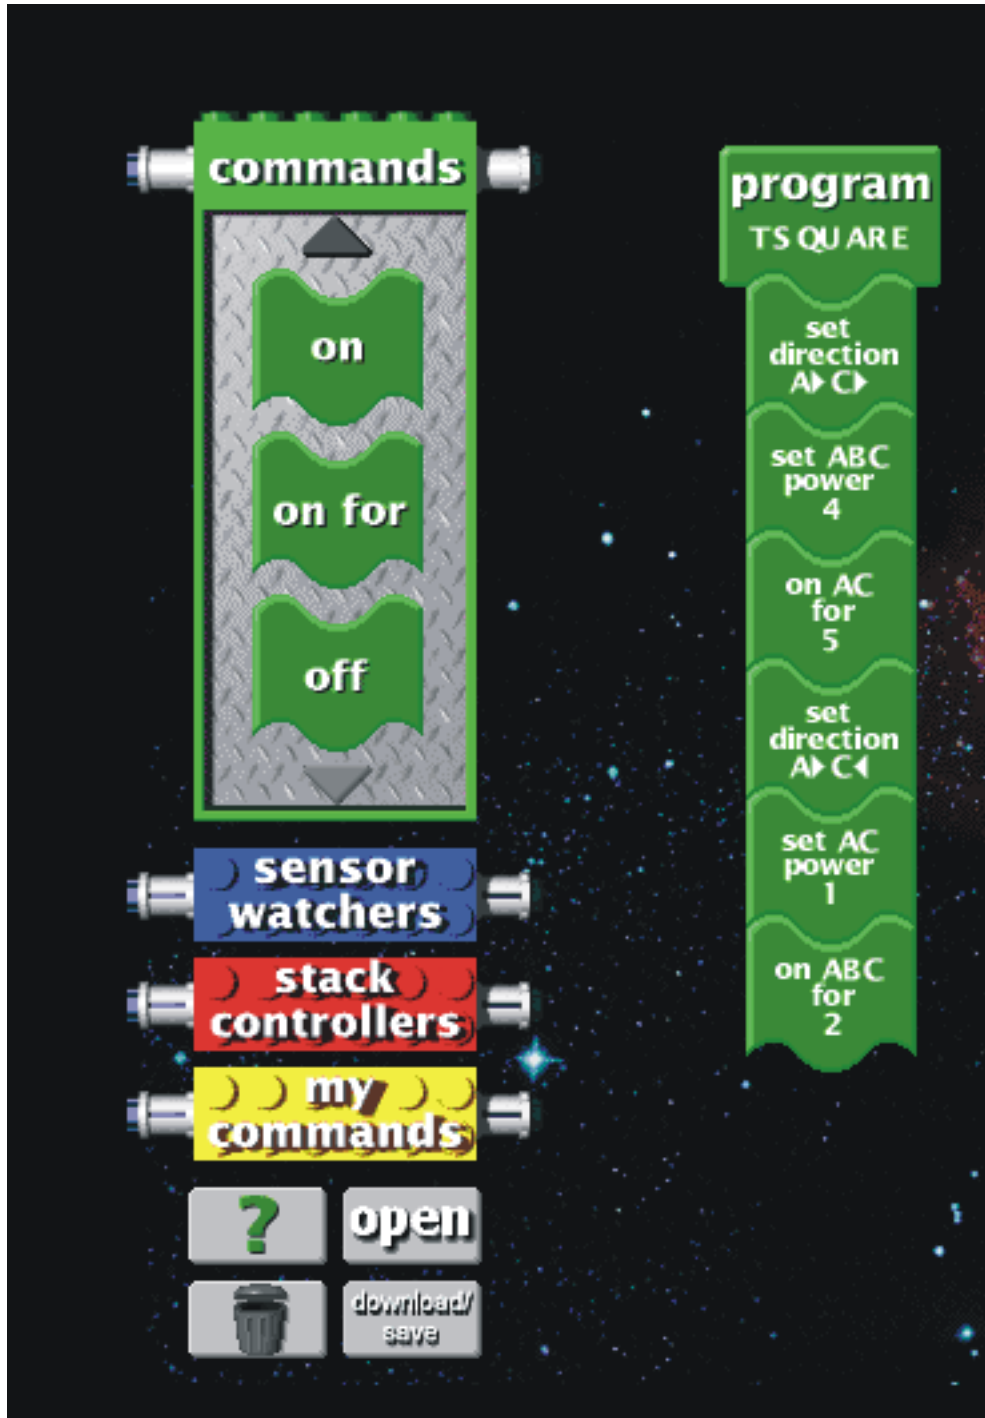 commands
on
on for
off
sensor
watchers
stack
controllers
my
commands
?
open
download/
save
program
TSQUARE
set
direction
A▶ C▶
set ABC
power
4
on AC
for
5
set
direction
A▶ C◀
set AC
power
1
on ABC
for
2